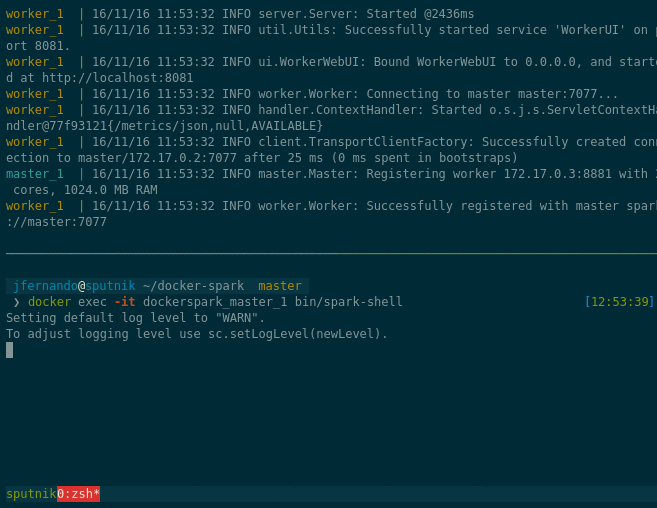 worker_1  | 16/11/16 11:53:32 INFO server.Server: Started @2436ms
worker_1  | 16/11/16 11:53:32 INFO util.Utils: Successfully started service 'WorkerUI' on p
ort 8081.
worker_1  | 16/11/16 11:53:32 INFO ui.WorkerWebUI: Bound WorkerWebUI to 0.0.0.0, and starte
d at http://localhost:8081
worker_1  | 16/11/16 11:53:32 INFO worker.Worker: Connecting to master master:7077...
worker_1  | 16/11/16 11:53:32 INFO handler.ContextHandler: Started o.s.j.s.ServletContextHa
ndler@77f93121{/metrics/json,null,AVAILABLE}
worker_1  | 16/11/16 11:53:32 INFO client.TransportClientFactory: Successfully created conn
ection to master/172.17.0.2:7077 after 25 ms (0 ms spent in bootstraps)
master_1  | 16/11/16 11:53:32 INFO master.Master: Registering worker 172.17.0.3:8881 with
 cores, 1024.0 MB RAM
worker_1  | 16/11/16 11:53:32 INFO worker.Worker: Successfully registered with master spark
://master:7077
jfernando@sputnik ~/docker-spark  master
❯ docker exec -it dockerspark_master_1 bin/spark-shell [12:53:39]
Setting default log level to "WARN".
To adjust logging level use sc.setLogLevel(newLevel).
sputnik 0:zsh*